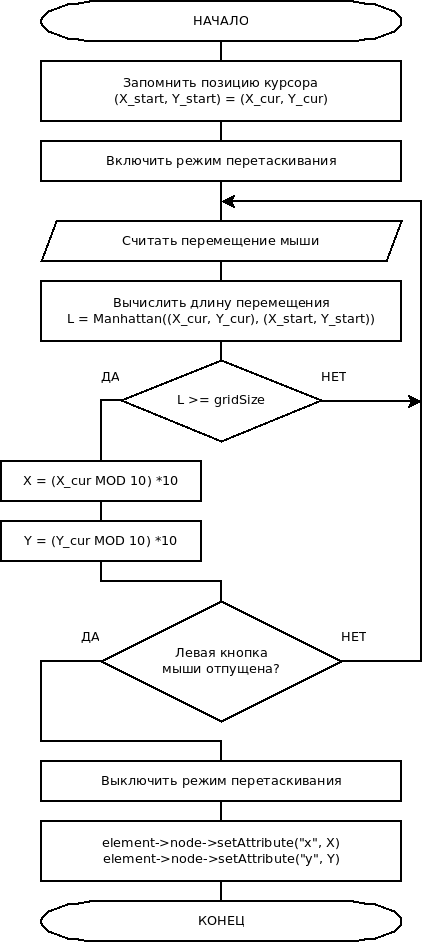 НАЧАЛО
Запомнить позицию курсора
(X_start, Y_start) = (X_cur, Y_cur)
Включить режим перетаскивания
Считать перемещение мыши
Вычислить длину перемещения
L = Manhattan((X_cur, Y_cur), (X_start, Y_start))
ДА
НЕТ
L >= gridSize
X = (X_cur MOD 10) *10
Y = (Y_cur MOD 10) *10
ДА
НЕТ
Левая кнопка
мыши отпущена?
Выключить режим перетаскивания
element->node->setAttribute("x", X)
element->node->setAttribute("y", Y)
КОНЕЦ